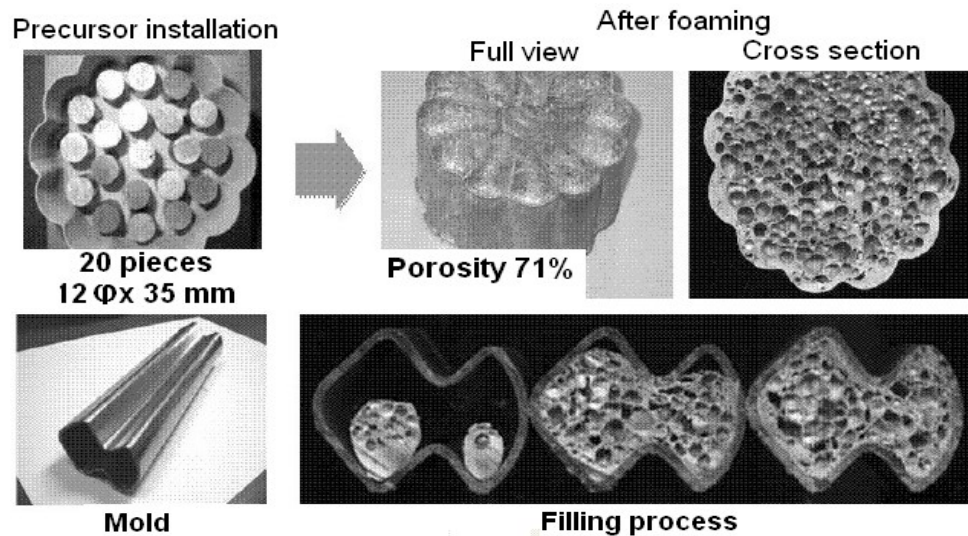 Precursor installation
After foaming
Full view
Cross section
20 pieces
12 Φx 35 mm
Porosity 71%
Mold
Filling process